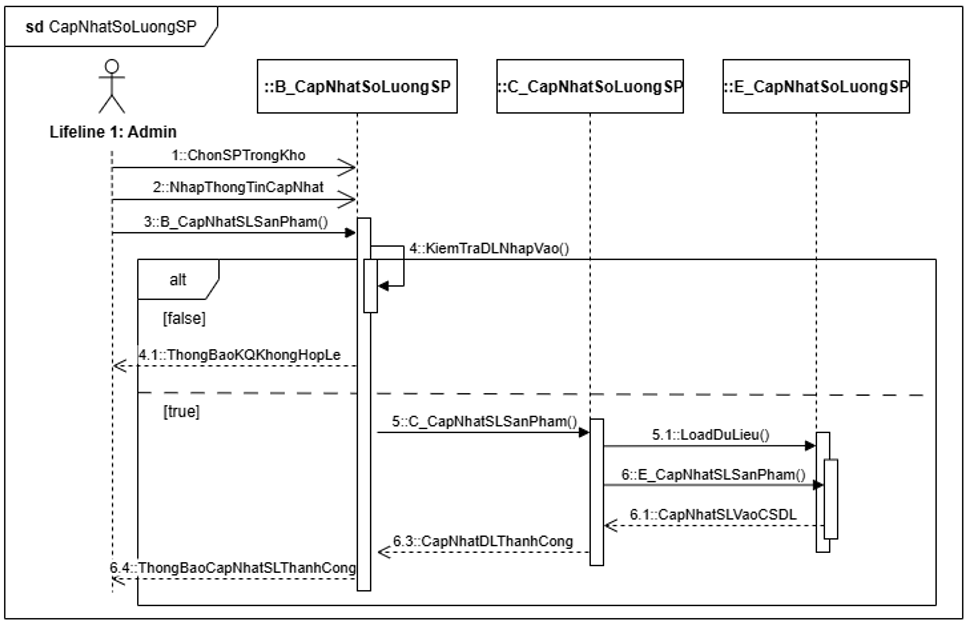 sd CapNhatSoLuongSP
::B_CapNhatSoLuongSP
::C_CapNhatSoLuongSP
::E_CapNhatSoLuongSP
Lifeline 1: Admin
1::ChonSPTrongKho
2::NhapThongTinCapNhat
3::B_CapNhatSLSanPham()
4::KiemTraDLNhapVao()
alt
[false]
4.1::ThongBaoKQKhongHopLe
[true]
5::C_CapNhatSLSanPham()
5.1::LoadDuLieu()
6::E_CapNhatSLSanPham()
6.1::CapNhatSLVaoCSDL
6.3::CapNhatDLThanhCong
6.4::ThongBaoCapNhatSLThanhCong